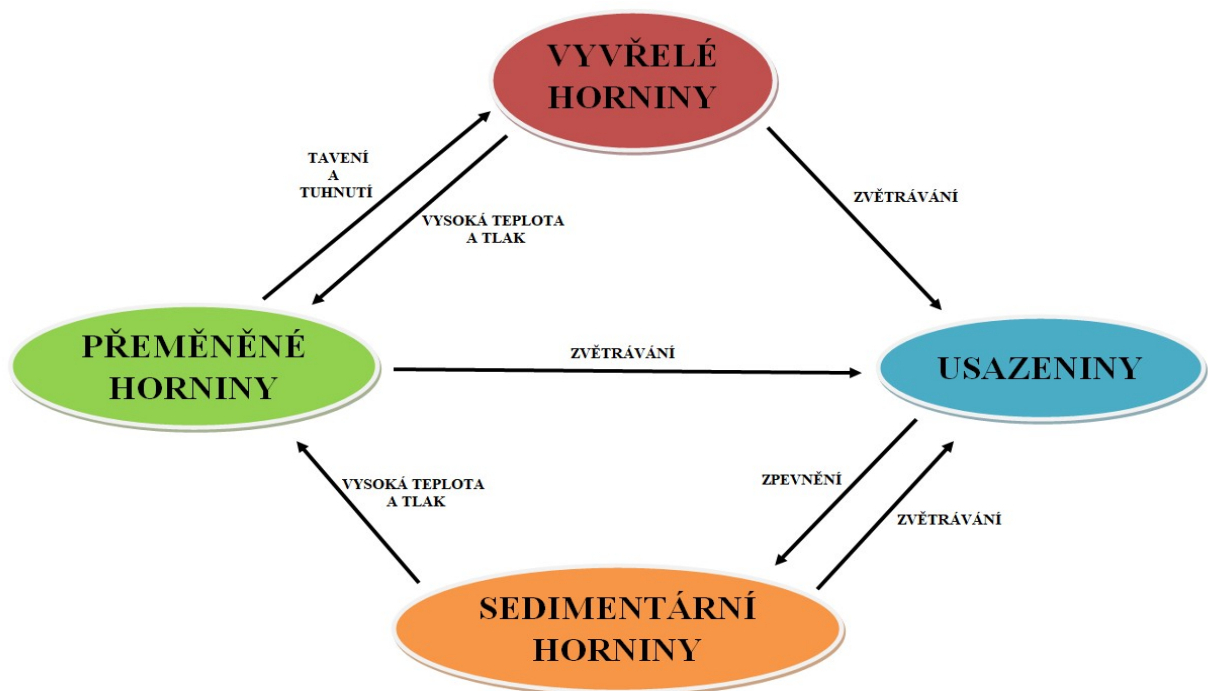 VYVŘELÉ
HORNINY
TAVENÍ
A
TUHNUTÍ
VYSOKÁ TEPLOTA
A TLAK
ZVĚTRÁVÁNÍ
PŘEMĚNĚNÉ
HORNINY
ZVĚTRÁVÁNÍ
USAZENINY
VYSOKÁ TEPLOTA
A TLAK
ZPEVNĚNÍ
ZVĚTRÁVÁNÍ
SEDIMENTÁRNÍ
HORNINY